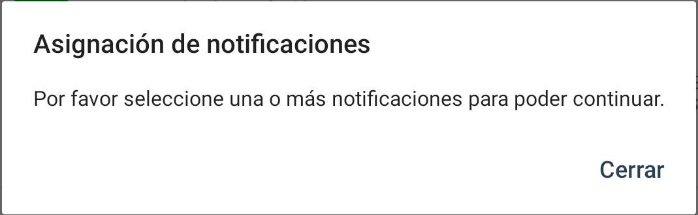 Asignación de notificaciones
Por favor seleccione una o más notificaciones para poder continuar.
Cerrar